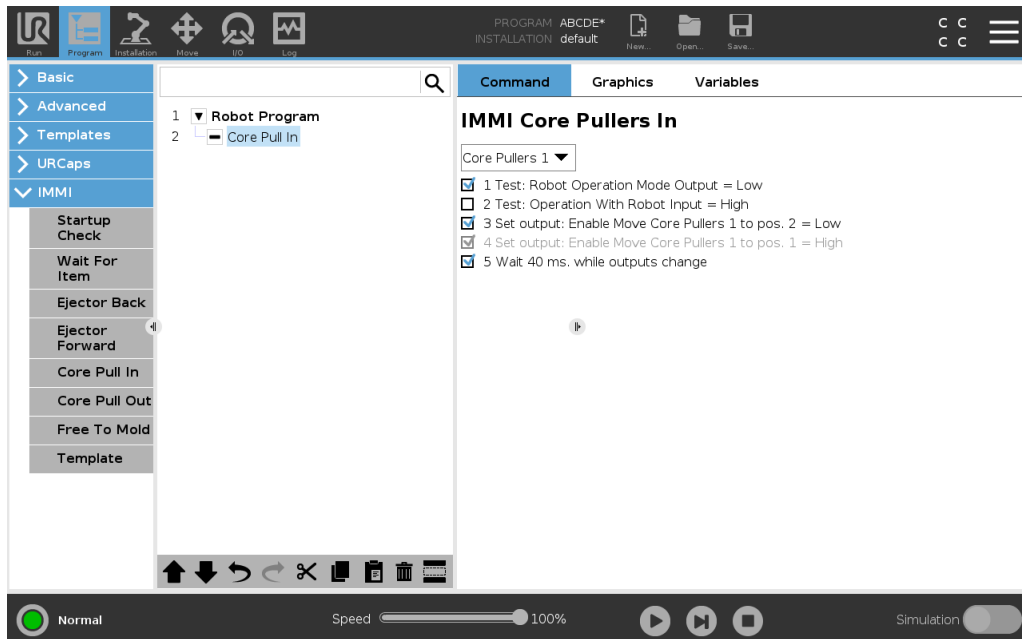 PROGRAM ABCDE*
INSTALLATION default
Run Program Installation Move I/O Log New... Open... Save...
C C
C C
Basic
Advanced
Templates
URCaps
IMMI
Startup
Check
Wait For
Item
Ejector Back
Ejector
Forward
Core Pull In
Core Pull Out
Free To Mold
Template
1 Robot Program
2 Core Pull In
Command Graphics Variables
IMMI Core Pullers In
Core Pullers 1
1 Test: Robot Operation Mode Output = Low
2 Test: Operation With Robot Input = High
3 Set output: Enable Move Core Pullers 1 to pos. 2 = Low
4 Set output: Enable Move Core Pullers 1 to pos. 1 = High
5 Wait 40 ms. while outputs change
Normal Speed 100% Simulation